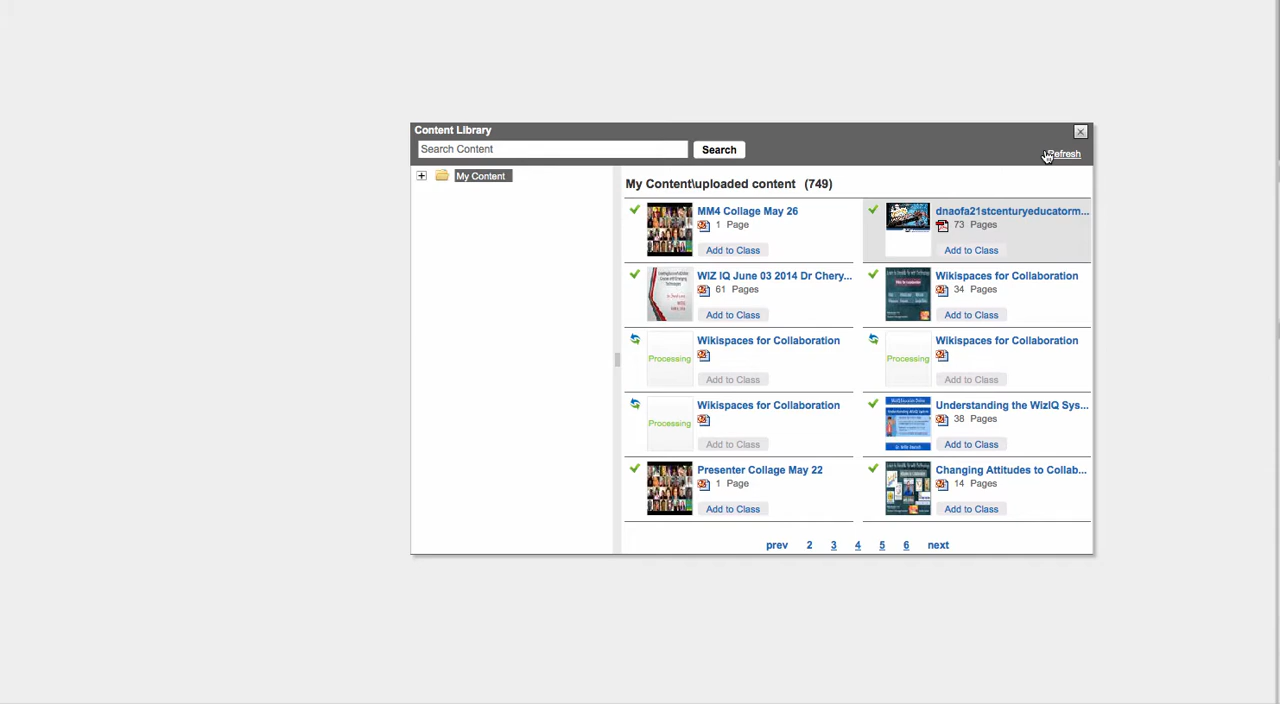 Content Library
Search Content
Search
Refresh
My Content
My Content\uploaded content (749)
MM4 Collage May 26
1 Page
Add to Class
dnaofa21stcenturyeducatorm...
73 Pages
Add to Class
WIZ IQ June 03 2014 Dr Chery...
61 Pages
Add to Class
Wikispaces for Collaboration
34 Pages
Add to Class
Processing
Wikispaces for Collaboration
Add to Class
Processing
Wikispaces for Collaboration
Add to Class
Processing
Wikispaces for Collaboration
Add to Class
Understanding the WizIQ Sys...
38 Pages
Add to Class
Presenter Collage May 22
1 Page
Add to Class
Changing Attitudes to Collab...
14 Pages
Add to Class
prev 2 3 4 5 6 next